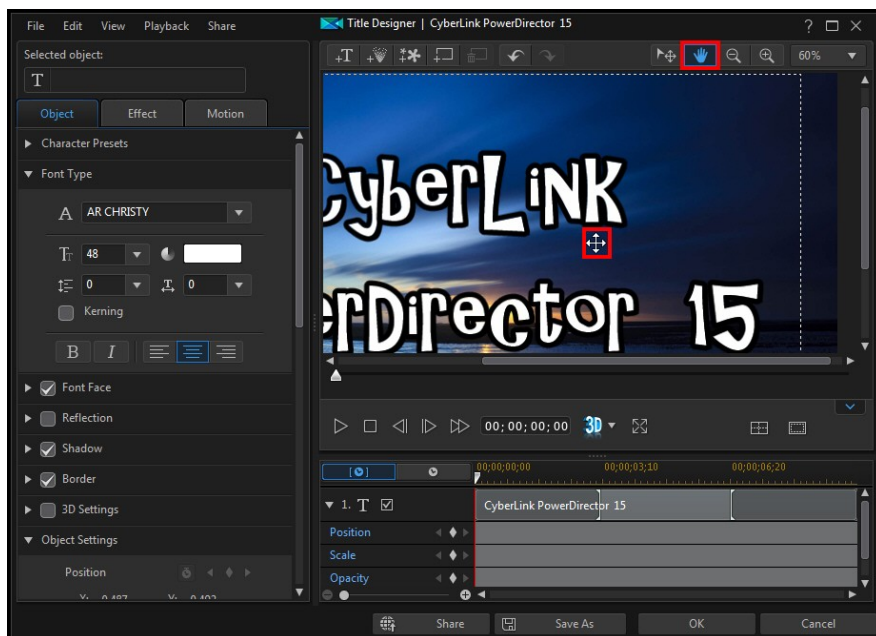 File Edit View Playback Share
Title Designer | CyberLink PowerDirector 15
?
Selected object:
T
T
60%
Object Effect Motion
Character Presets
Font Type
A AR CHRISTY
TT 48
0 T 0
Kerning
B I
Font Face
Reflection
Shadow
Border
3D Settings
Object Settings
Position
CyberLink
erDirector 15
00; 00; 00; 00 3D
00;00;00;00 00;00;03;10 00;00;06;20
1. T CyberLink PowerDirector 15
Position
Scale
Opacity
Share Save As OK Cancel